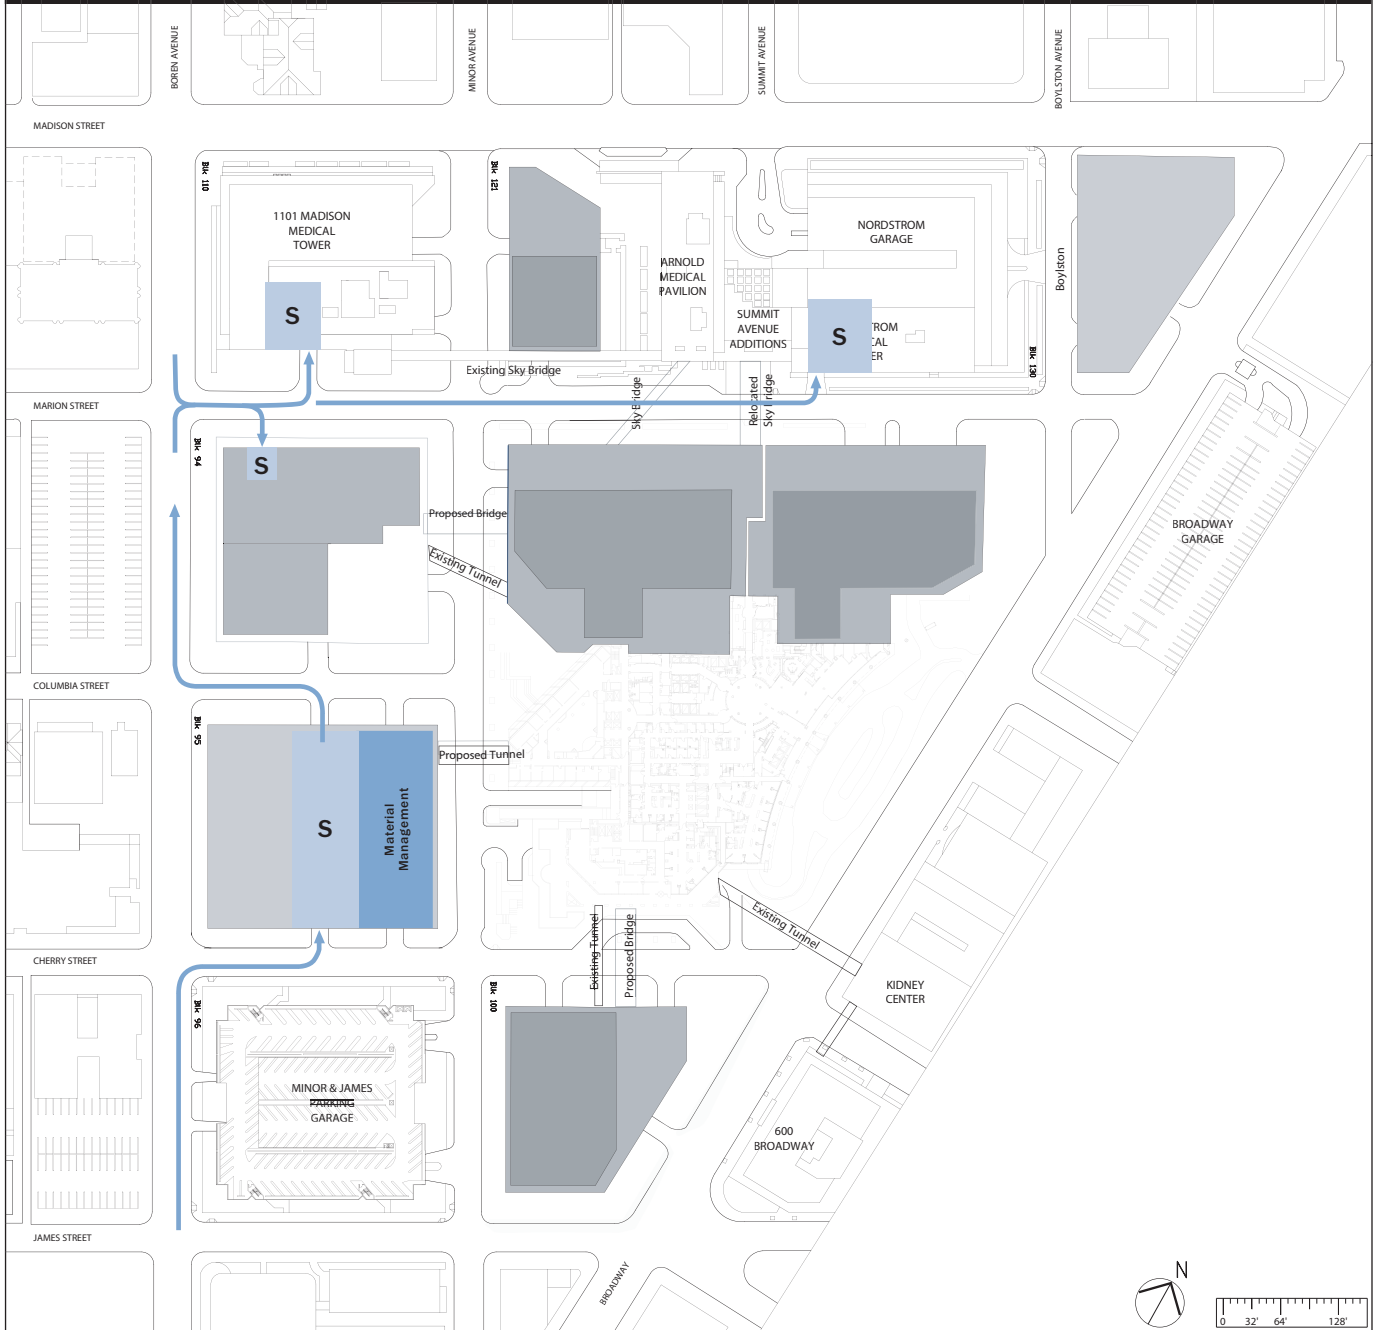 BOREN AVENUE
MINOR AVENUE
SUMMIT AVENUE
BOYLSTON AVENUE
MADISON STREET
Blk 110
Blk 121
1101 MADISON
MEDICAL
TOWER
NORDSTROM
GARAGE
ARNOLD
MEDICAL
PAVILION
Boylston
SUMMIT
AVENUE
ADDITIONS
S
S
TROM
CAL
ER
Blk 130
Existing Sky Bridge
Sky Bridge
Relocated
Sky Bridge
MARION STREET
Blk 94
S
Proposed Bridge
Existing Tunnel
BROADWAY
GARAGE
COLUMBIA STREET
Blk 95
Proposed Tunnel
S
Material
Management
Existing Tunnel
Existing Tunnel
Proposed Bridge
CHERRY STREET
KIDNEY
CENTER
Blk 96
Blk 100
MINOR & JAMES
PARKING
GARAGE
600
BROADWAY
JAMES STREET
BROADWAY
N
0 32' 64' 128'